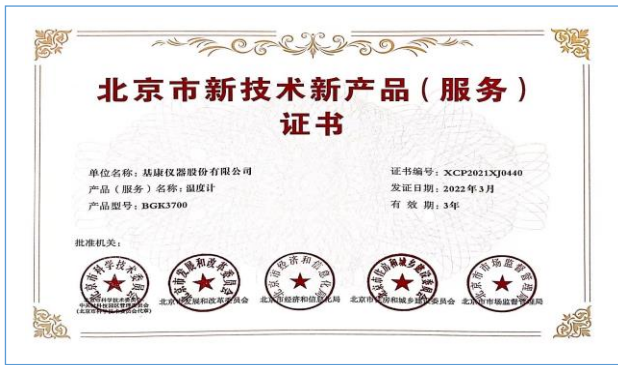 北京市新技术新产品（服务）
证书
单位名称：基康仪器股份有限公司
证书编号：XCP2021XJ0440
产品（服务）名称：温度计
发证日期：2022年3月
产品型号：BGK3700
有 效 期：3年
批准机关：
北京市科学技术委员会
北京市发展和改革委员会
北京市经济和信息化局
北京市住房和城乡建设委员会
北京市市场监督管理局